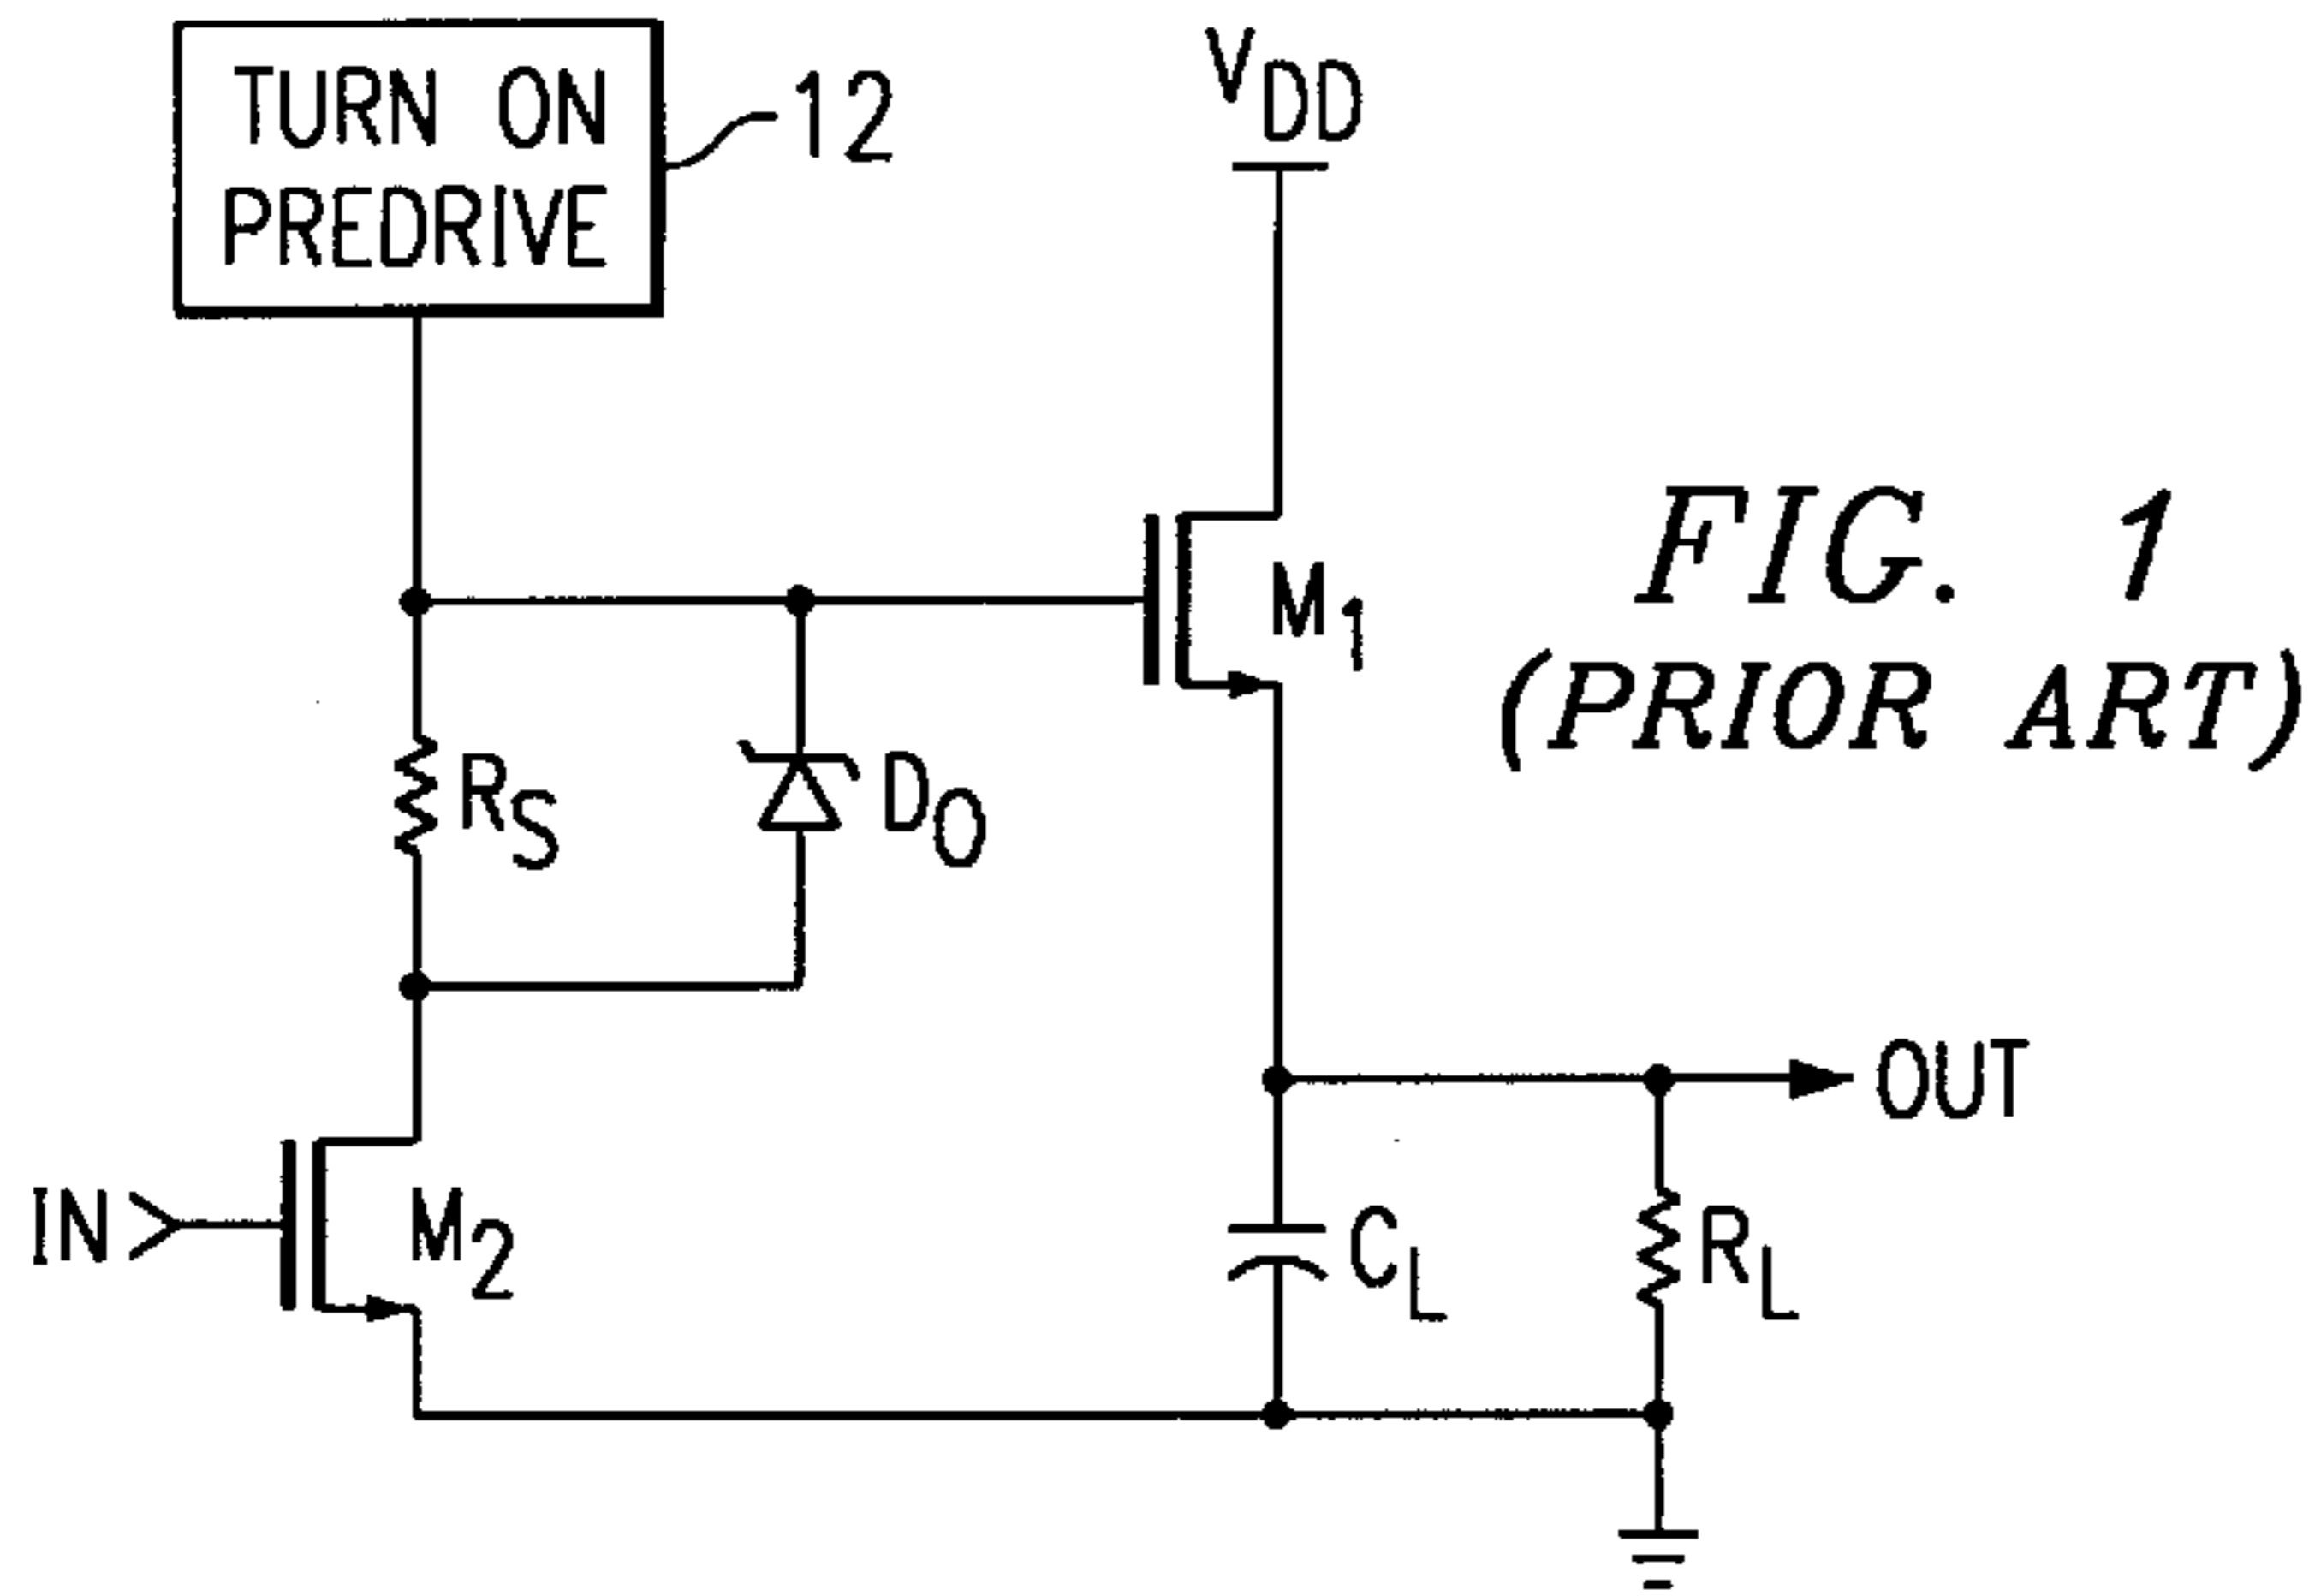 TURN ON
PREDRIVE
12
VDD
M1
FIG. 1
(PRIOR ART)
RS
DO
OUT
IN
M2
CL
RL